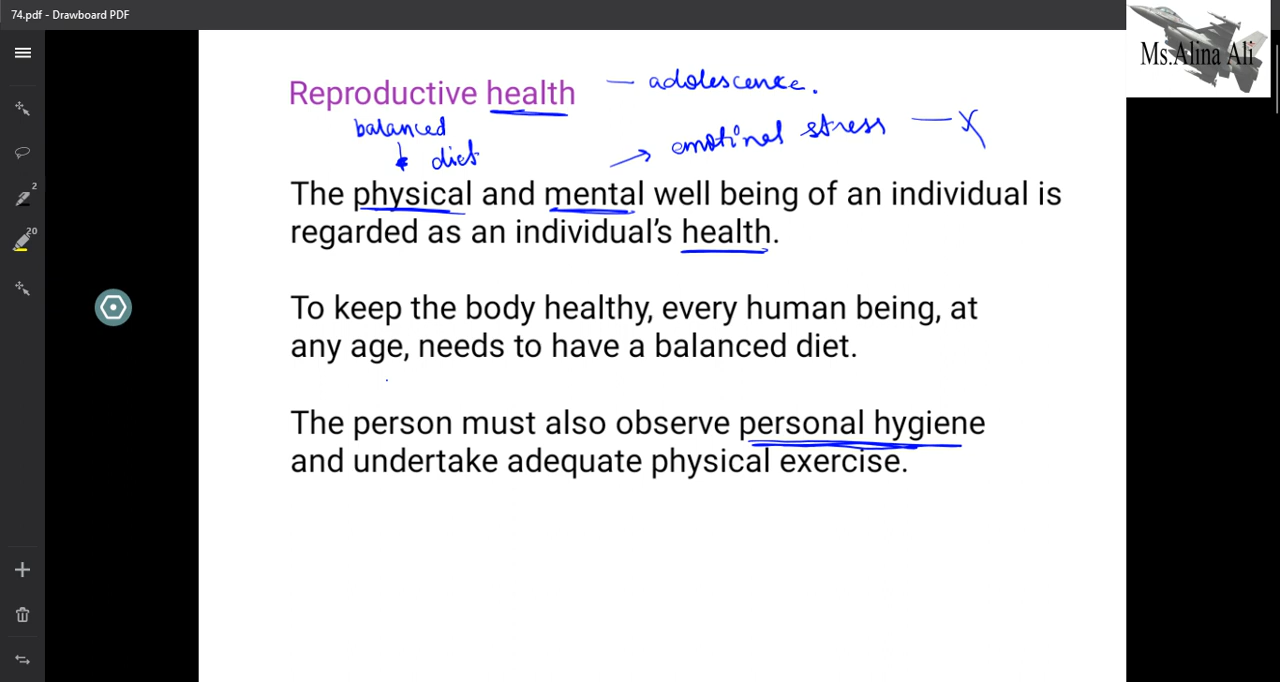 74.pdf - Drawboard PDF
Ms.Alina Ali
Reproductive health — adolescence.
balanced
diet
emotinal stress — X
The physical and mental well being of an individual is
regarded as an individual's health.
To keep the body healthy, every human being, at
any age, needs to have a balanced diet.
The person must also observe personal hygiene
and undertake adequate physical exercise.
2
20